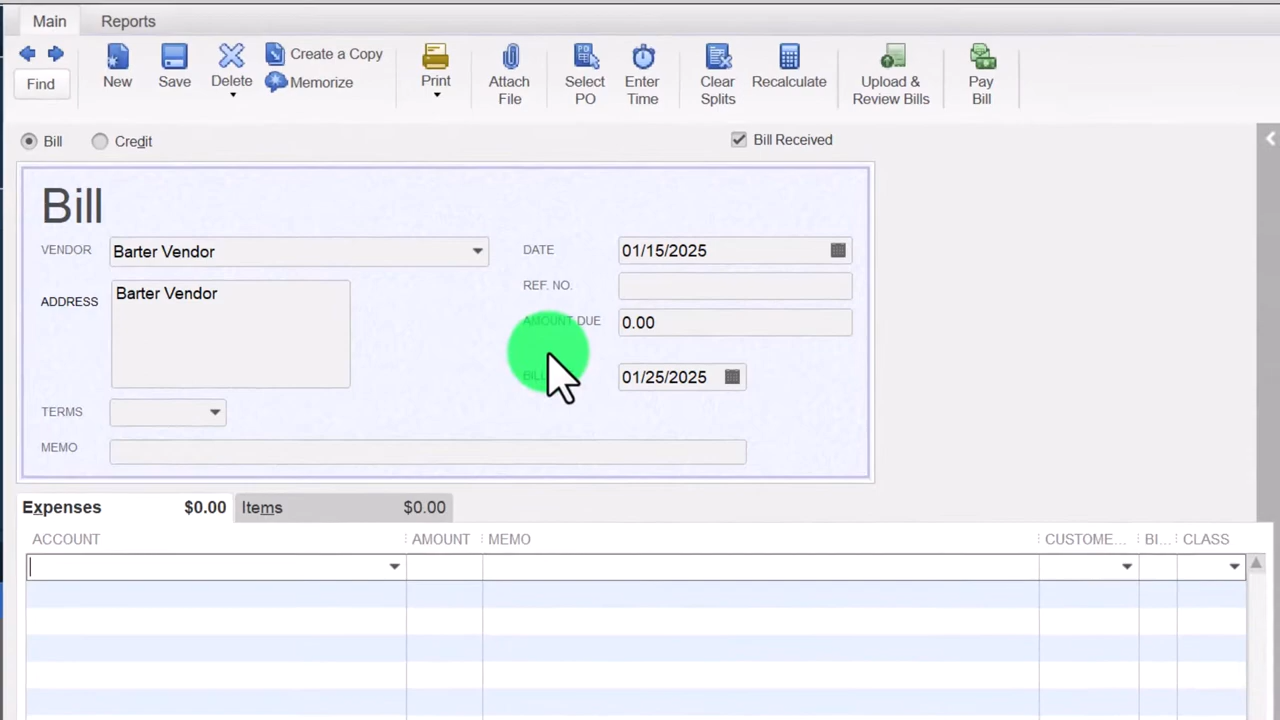 Main Reports
Find New Save Delete Create a Copy Memorize Print Attach File Select PO Enter Time Clear Splits Recalculate Upload & Review Bills Pay Bill
Bill Credit Bill Received
Bill
VENDOR Barter Vendor DATE 01/15/2025
ADDRESS Barter Vendor REF. NO.
AMOUNT DUE 0.00
BILL 01/25/2025
TERMS
MEMO
Expenses $0.00 Items $0.00
ACCOUNT AMOUNT MEMO CUSTOME... BI... CLASS